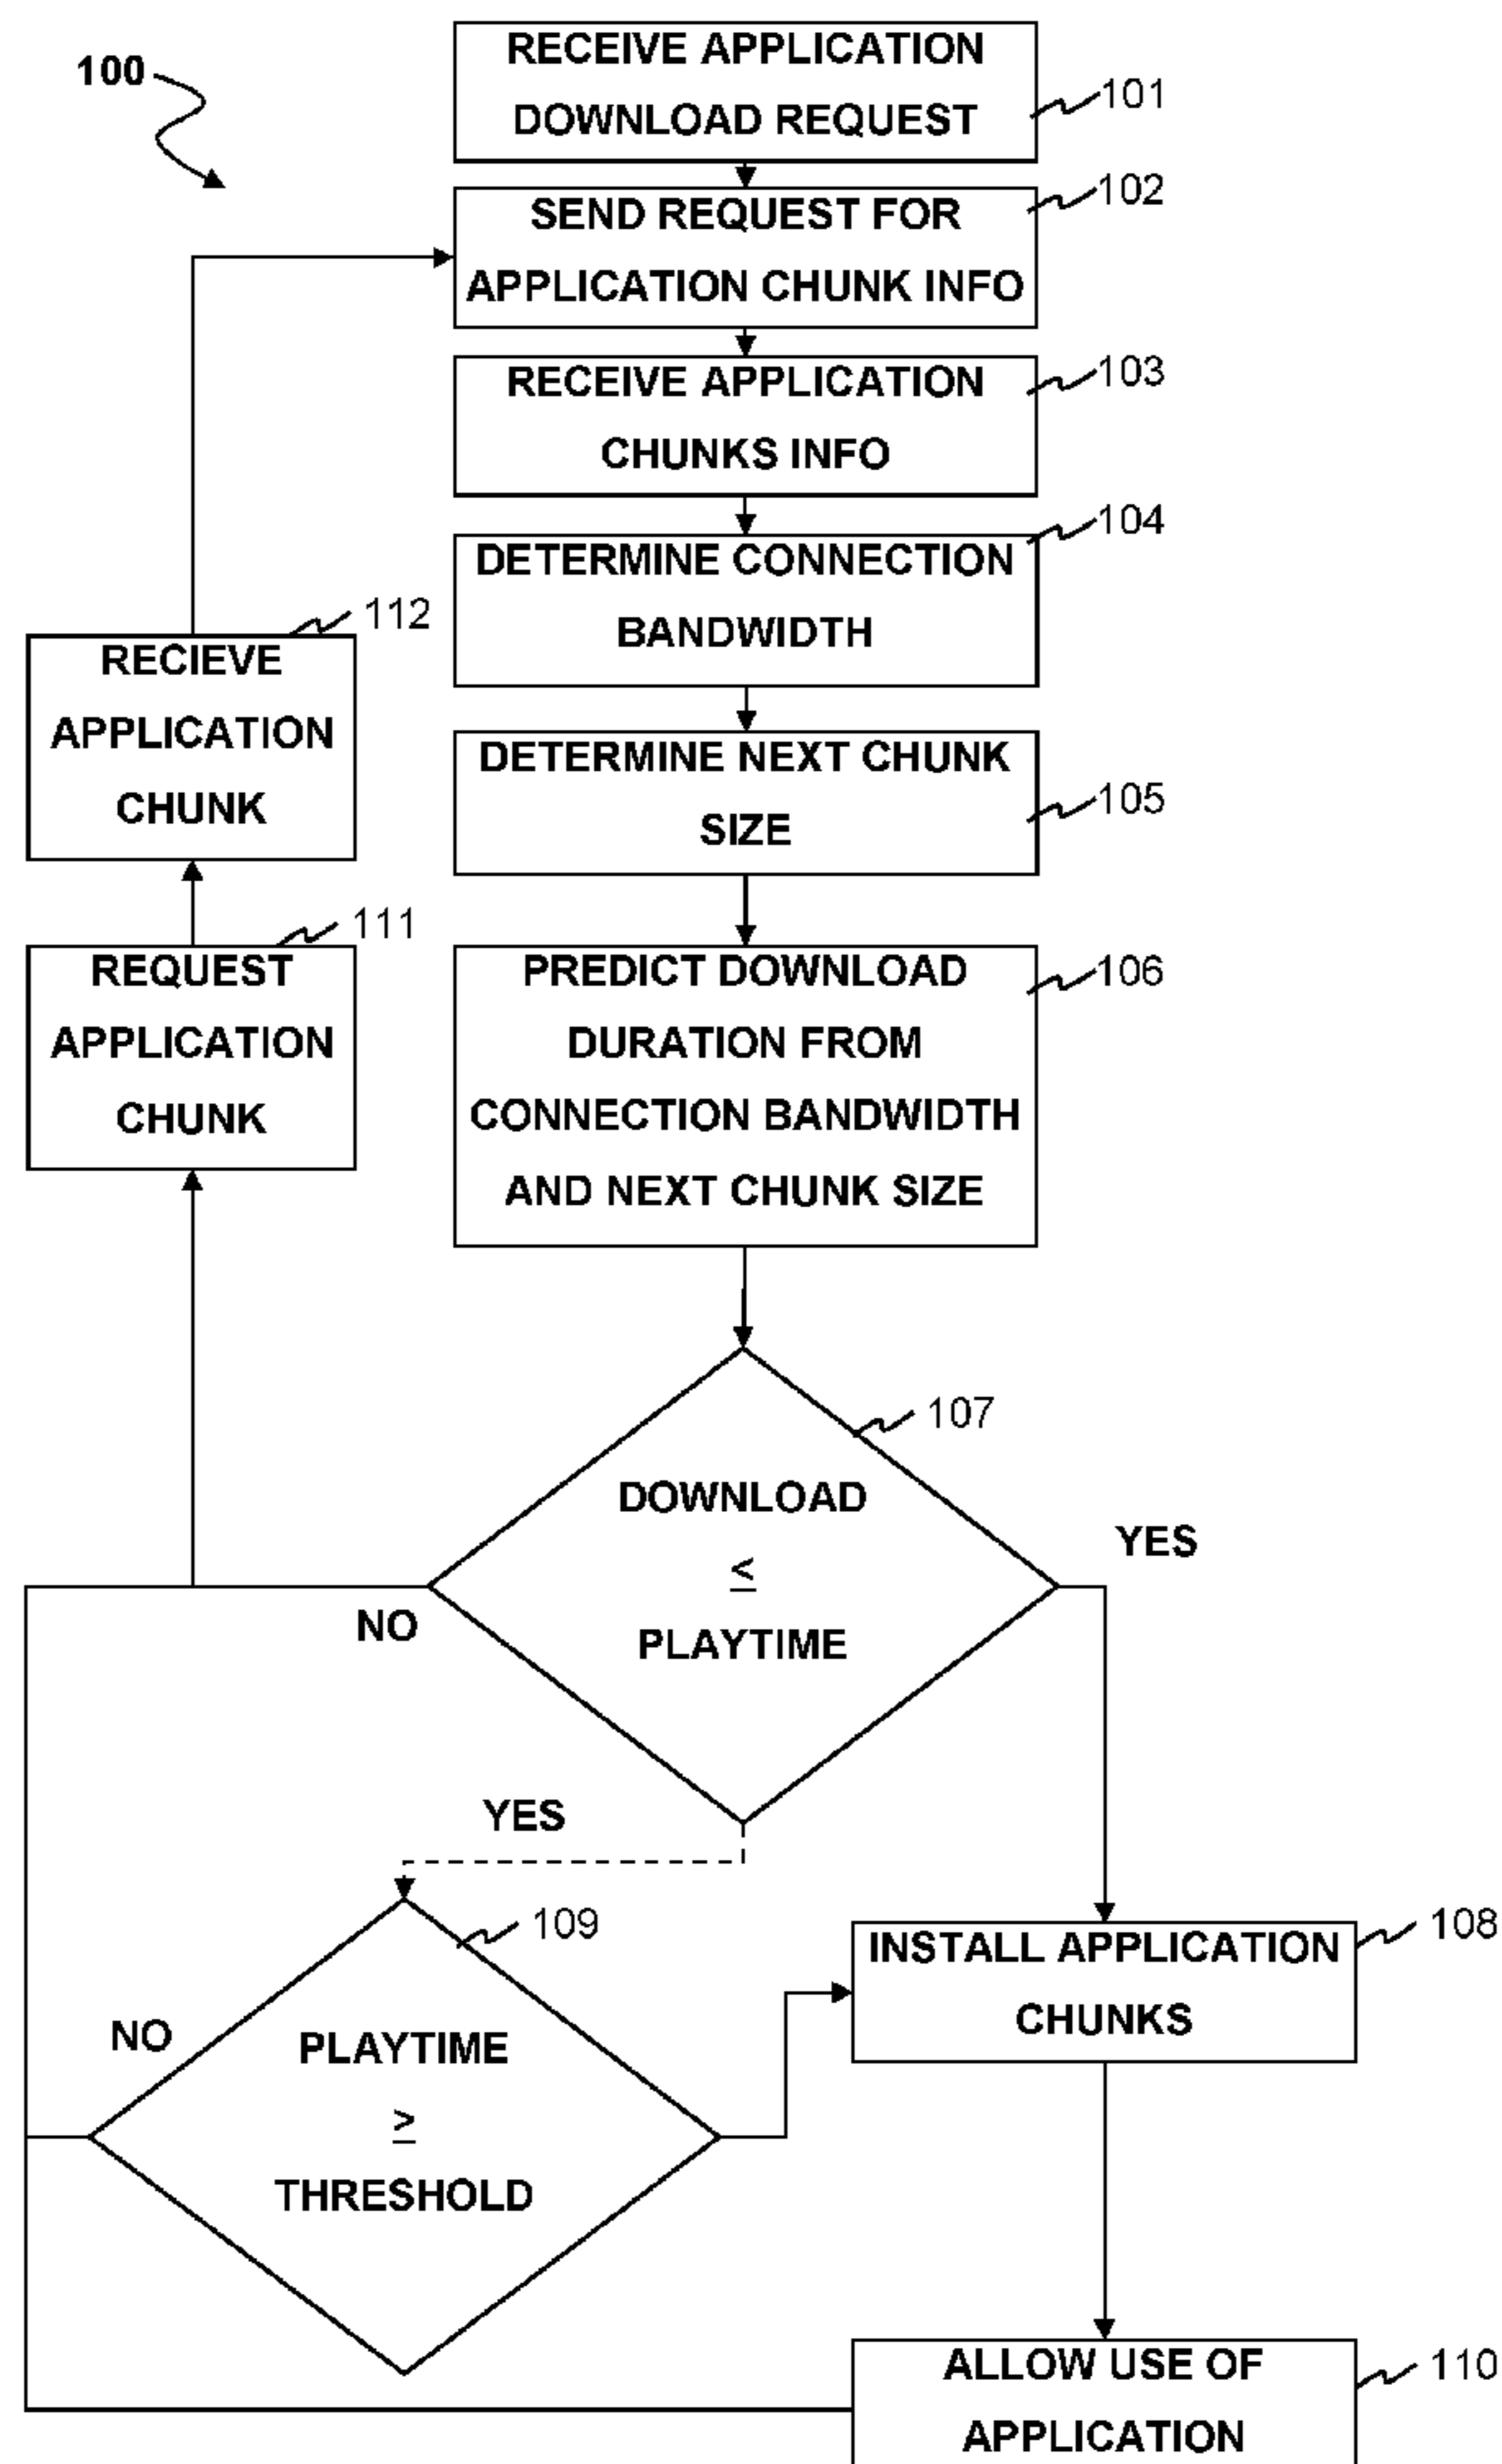 100
RECEIVE APPLICATION
DOWNLOAD REQUEST
101
SEND REQUEST FOR
APPLICATION CHUNK INFO
102
RECEIVE APPLICATION
CHUNKS INFO
103
DETERMINE CONNECTION
BANDWIDTH
104
DETERMINE NEXT CHUNK
SIZE
105
PREDICT DOWNLOAD
DURATION FROM
CONNECTION BANDWIDTH
AND NEXT CHUNK SIZE
106
RECIEVE
APPLICATION
CHUNK
112
REQUEST
APPLICATION
CHUNK
111
DOWNLOAD
≤
PLAYTIME
107
YES
NO
YES
PLAYTIME
≥
THRESHOLD
109
NO
INSTALL APPLICATION
CHUNKS
108
ALLOW USE OF
APPLICATION
110